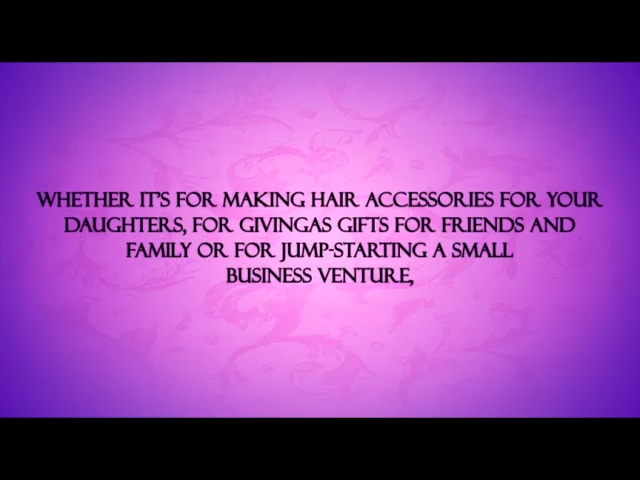 WHETHER IT'S FOR MAKING HAIR ACCESSORIES FOR YOUR
DAUGHTERS, FOR GIVINGAS GIFTS FOR FRIENDS AND
FAMILY OR FOR JUMP-STARTING A SMALL
BUSINESS VENTURE,